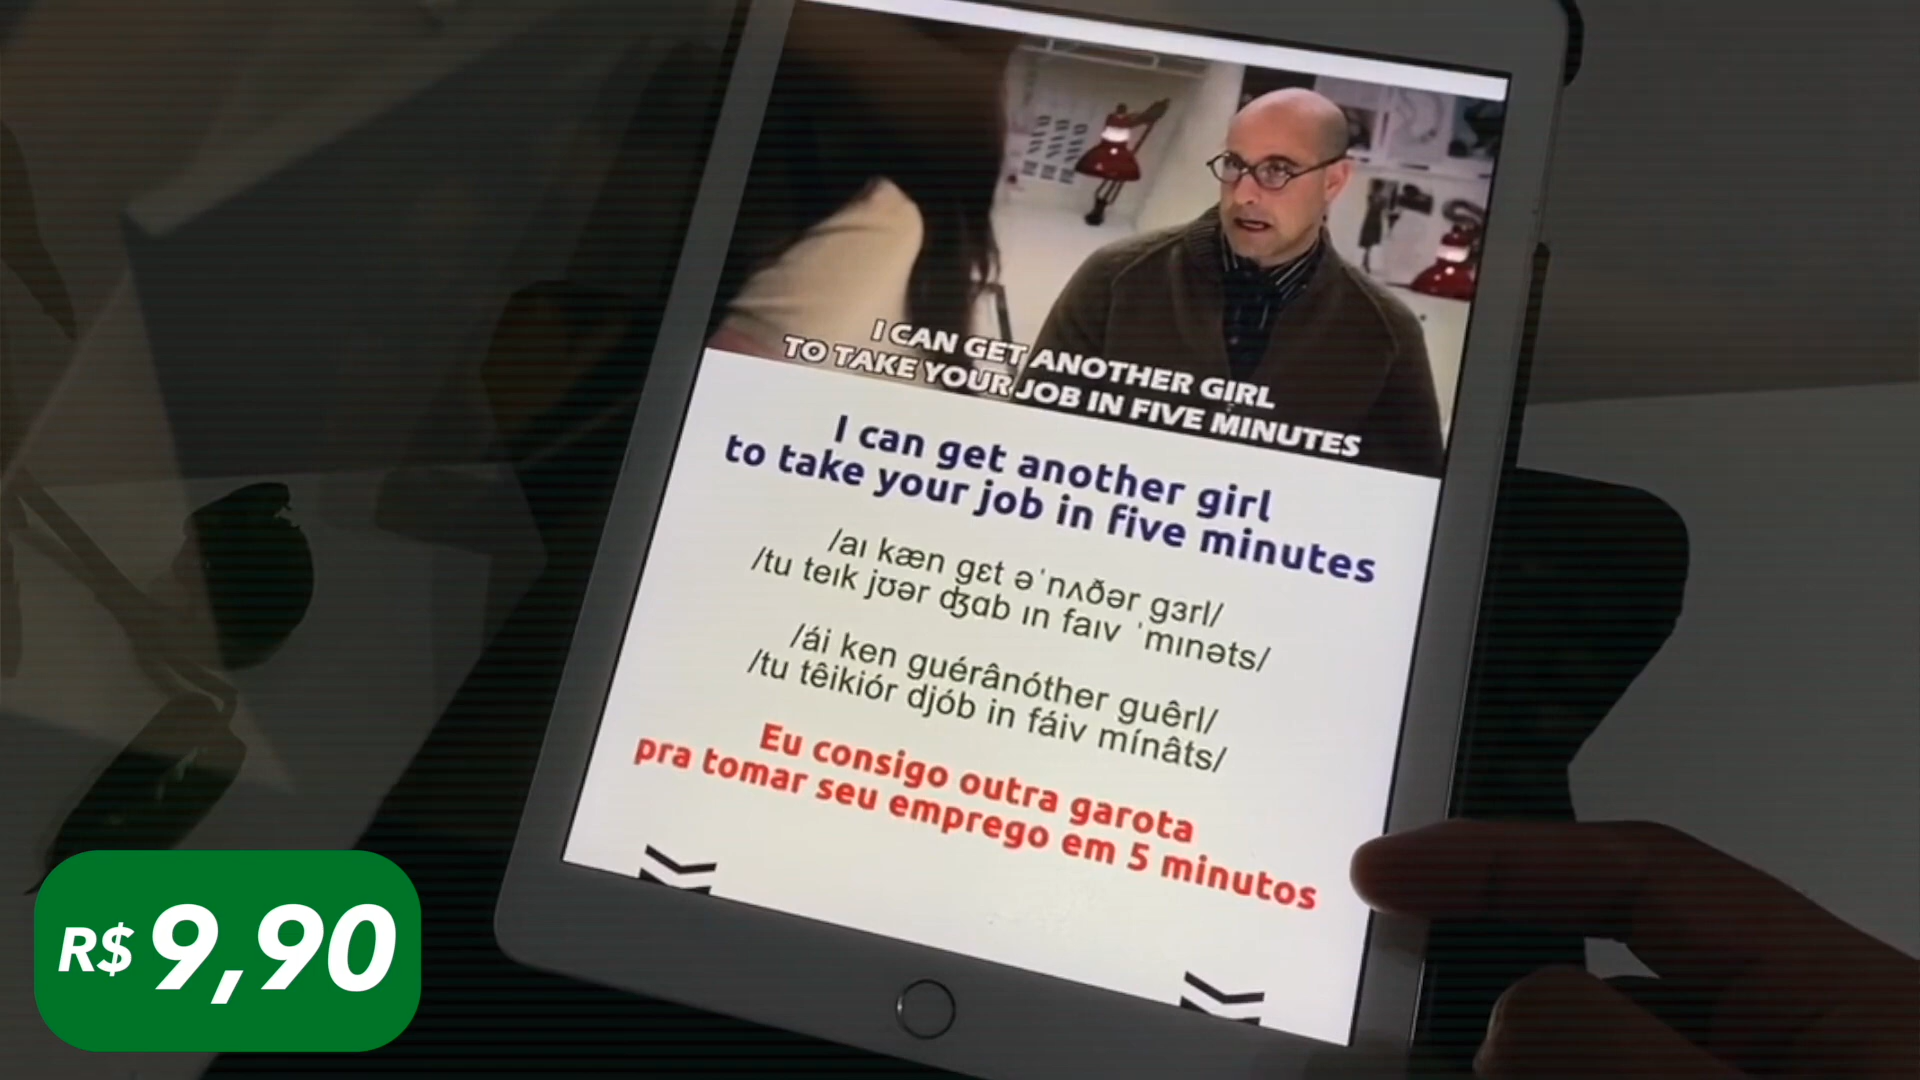 I CAN GET ANOTHER GIRL
TO TAKE YOUR JOB IN FIVE MINUTES
I can get another girl
to take your job in five minutes
/aɪ kæn gɛt əˈnʌðər gɜrl/
/tu teɪk jʊər ʤɑb ɪn faɪv ˈmɪnəts/
/ái ken guérânóther guêrl/
/tu têikiór djób in fáiv mínâts/
Eu consigo outra garota
pra tomar seu emprego em 5 minutos
R$ 9,90